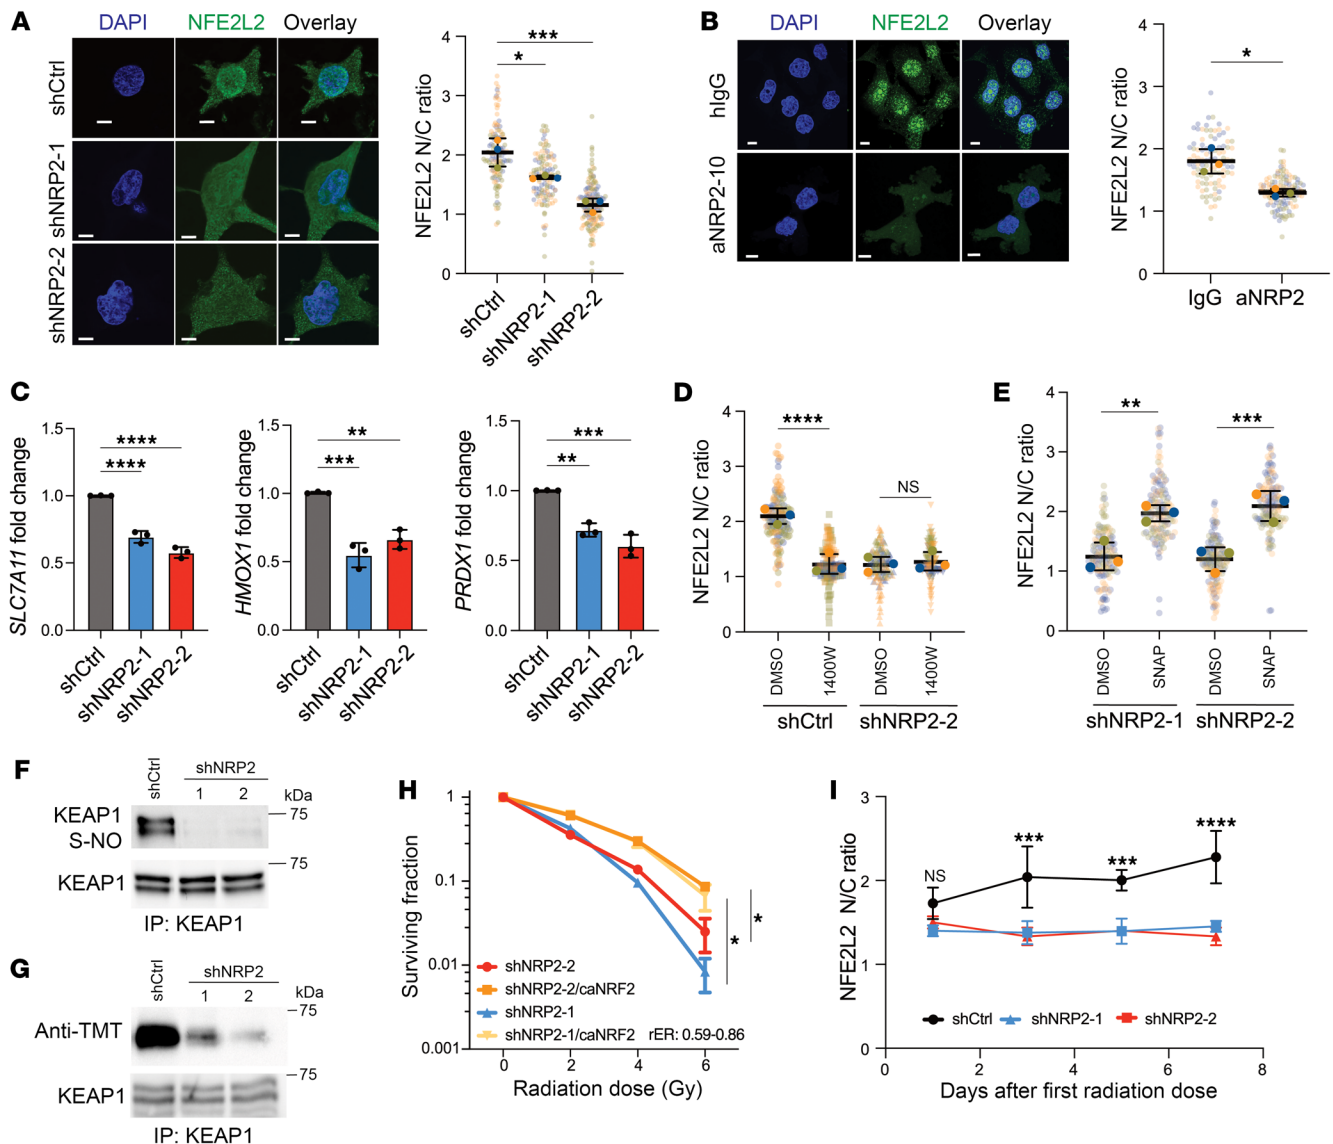 A
DAPI NFE2L2 Overlay
shCtrl
shNRP2-1
shNRP2-2
NFE2L2 N/C ratio
4
3
2
1
0
***
*
shCtrl
shNRP2-1
shNRP2-2
B
DAPI NFE2L2 Overlay
hIgG
aNRP2-10
NFE2L2 N/C ratio
4
3
2
1
0
*
IgG aNRP2
C
SLC7A11 fold change
1.5
1.0
0.5
0.0
****
****
shCtrl
shNRP2-1
shNRP2-2
HMOX1 fold change
1.5
1.0
0.5
0.0
**
***
shCtrl
shNRP2-1
shNRP2-2
PRDX1 fold change
1.5
1.0
0.5
0.0
***
**
shCtrl
shNRP2-1
shNRP2-2
D
NFE2L2 N/C ratio
4
3
2
1
0
****
NS
DMSO
1400W
DMSO
1400W
shCtrl shNRP2-2
E
NFE2L2 N/C ratio
4
3
2
1
0
**
***
DMSO
SNAP
DMSO
SNAP
shNRP2-1 shNRP2-2
F
shCtrl
shNRP2
1 2
kDa
KEAP1
S-NO
75
75
KEAP1
IP: KEAP1
G
shCtrl
shNRP2
1 2
kDa
75
Anti-TMT
75
KEAP1
IP: KEAP1
H
Surviving fraction
1
0.1
0.01
0.001
*
*
shNRP2-2
shNRP2-2/caNRF2
shNRP2-1
shNRP2-1/caNRF2 rER: 0.59-0.86
0 2 4 6
Radiation dose (Gy)
I
NFE2L2 N/C ratio
3
2
1
0
NS
***
***
****
shCtrl shNRP2-1 shNRP2-2
0 2 4 6 8
Days after first radiation dose